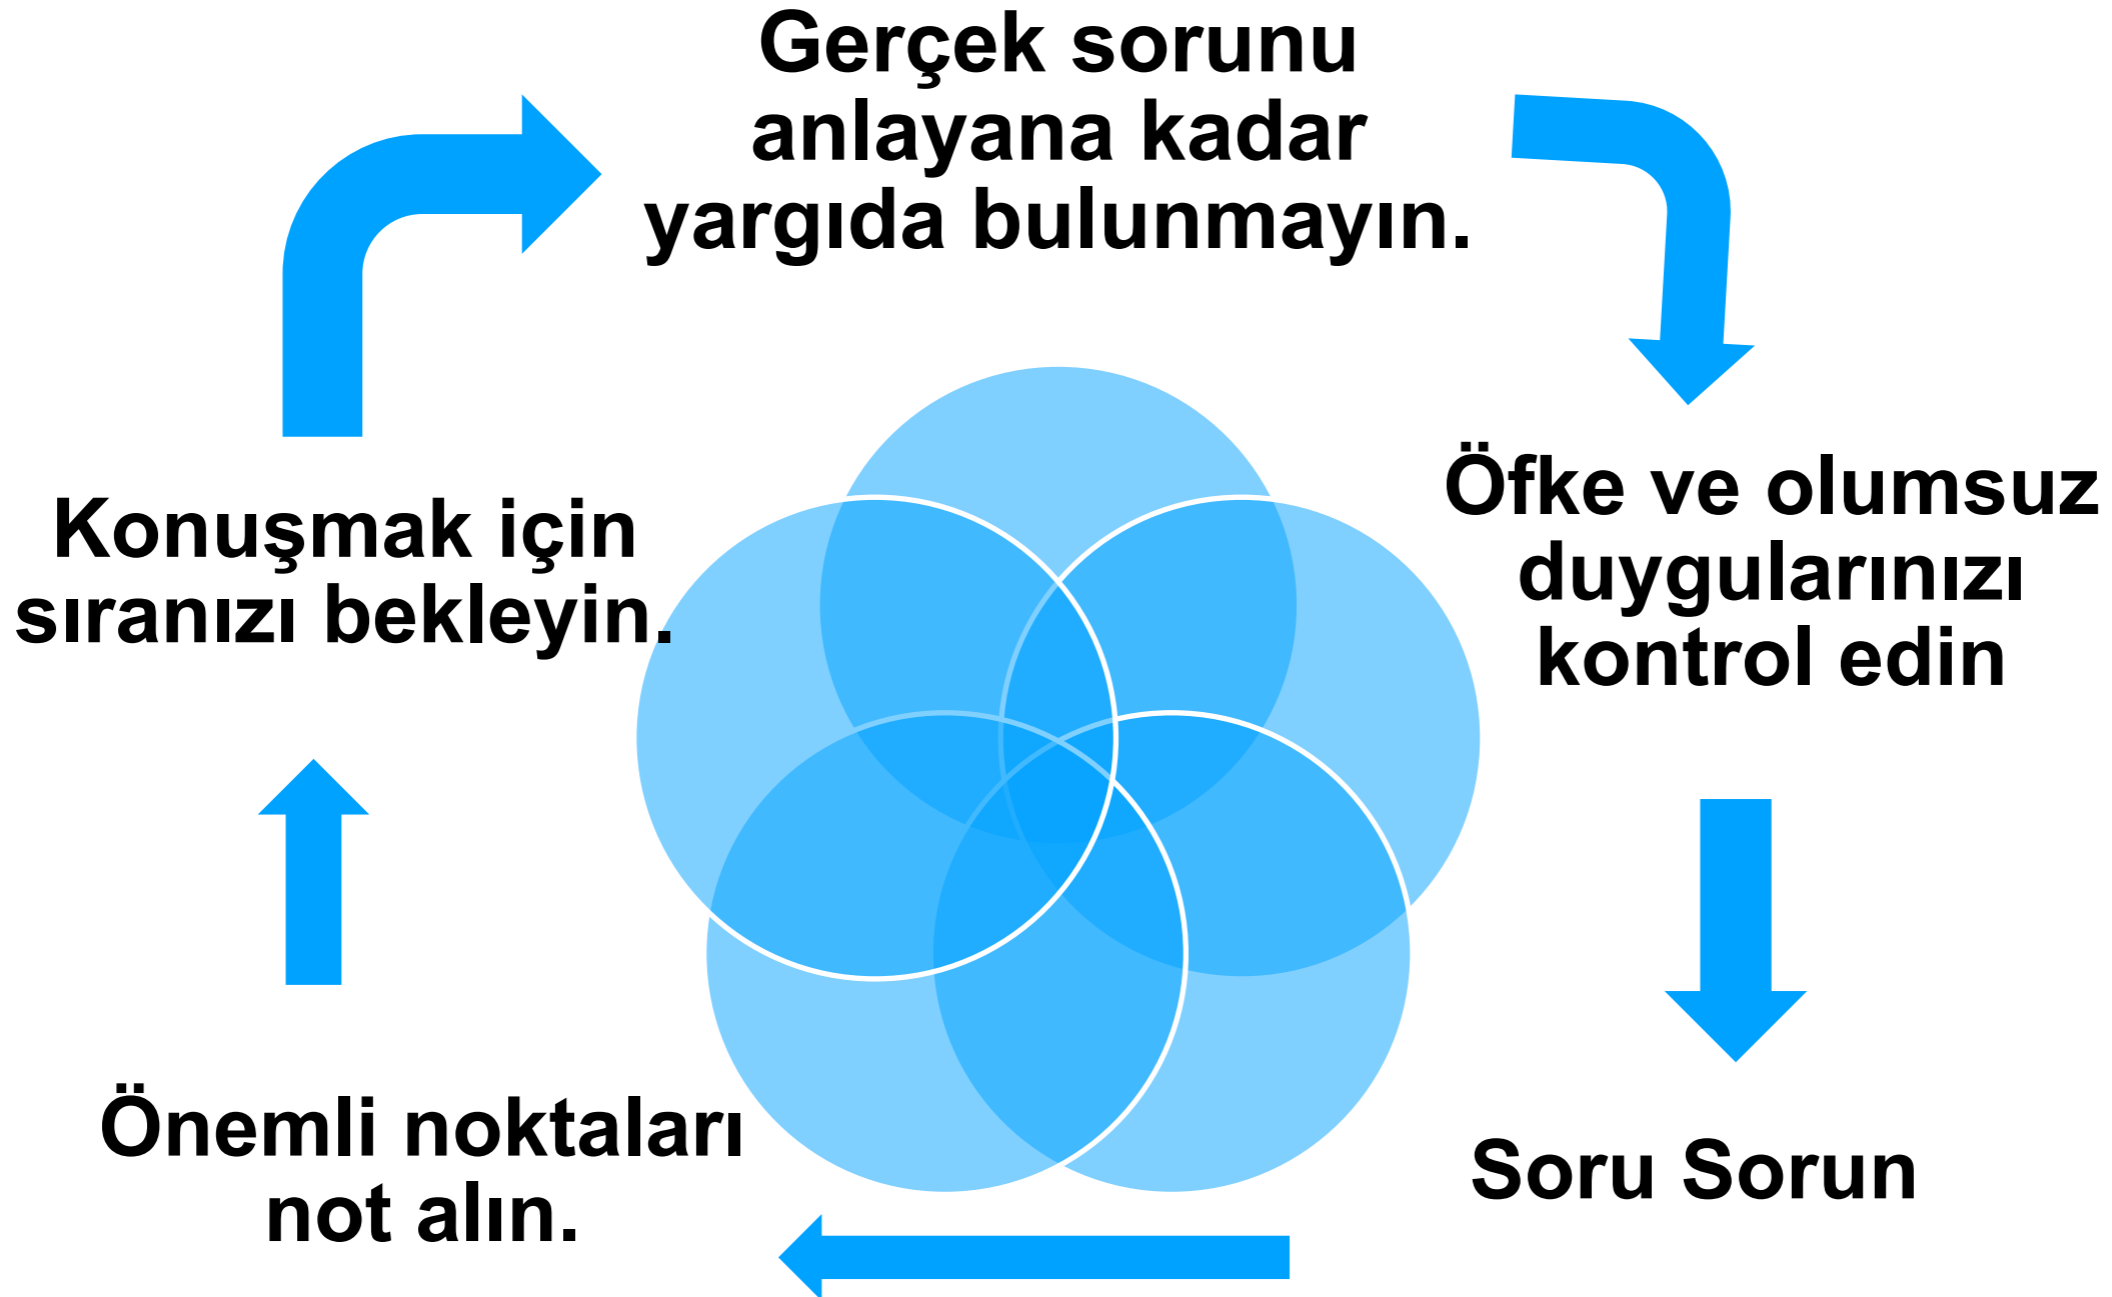 Gerçek sorunu
anlayana kadar
yargıda bulunmayın.
Öfke ve olumsuz
duygularınızı
kontrol edin
Soru Sorun
Önemli noktaları
not alın.
Konuşmak için
sıranızı bekleyin.